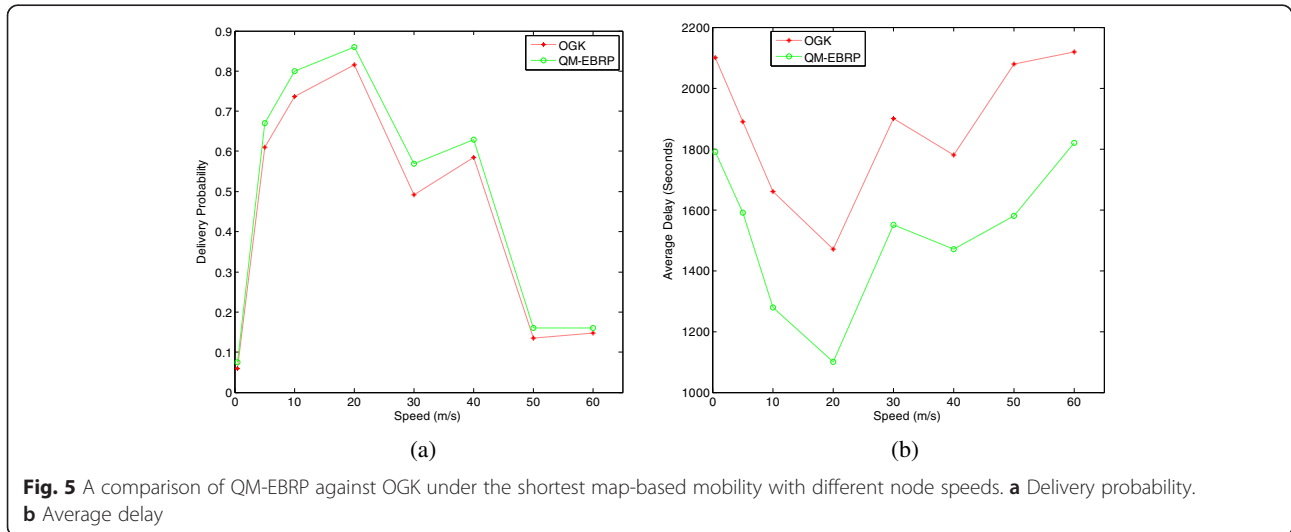 0.9
0.8
0.7
0.6
0.5
0.4
0.3
0.2
0.1
0
Delivery Probability
0 10 20 30 40 50 60
Speed (m/s)
OGK
QM-EBRP
(a)
2200
2000
1800
1600
1400
1200
1000
Average Delay (Seconds)
0 10 20 30 40 50 60
Speed (m/s)
OGK
QM-EBRP
(b)
Fig. 5 A comparison of QM-EBRP against OGK under the shortest map-based mobility with different node speeds. a Delivery probability.
b Average delay